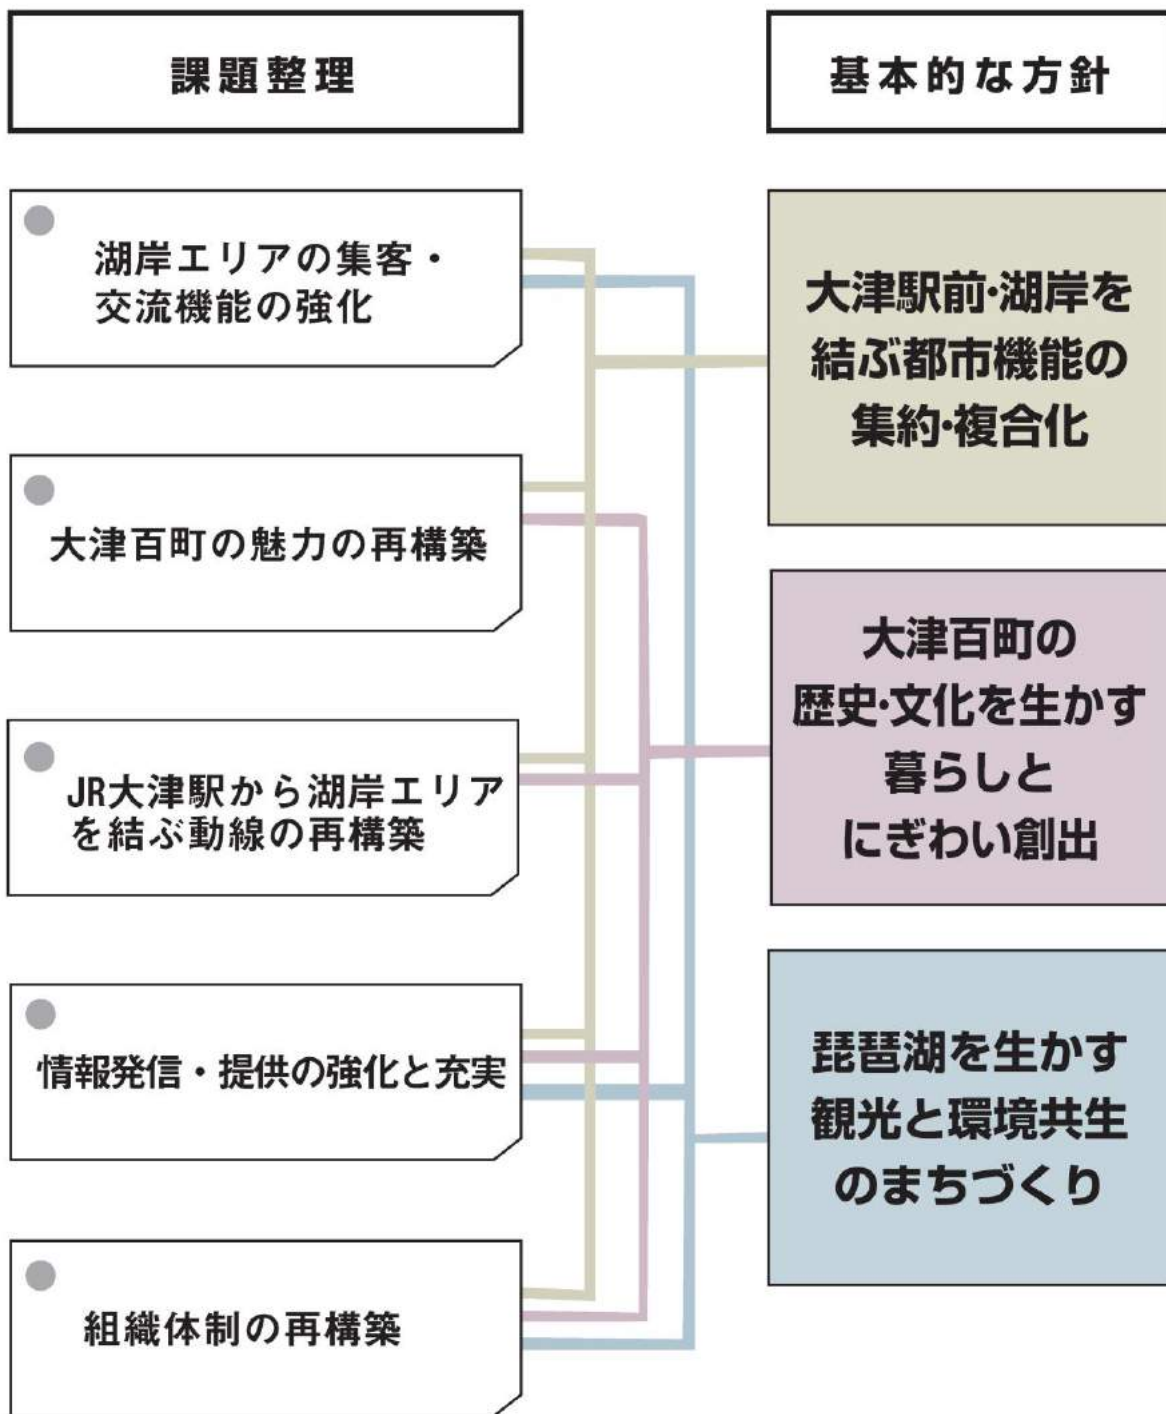 課題整理
基本的な方針
湖岸エリアの集客・
交流機能の強化
大津百町の魅力の再構築
JR大津駅から湖岸エリア
を結ぶ動線の再構築
情報発信・提供の強化と充実
組織体制の再構築
大津駅前・湖岸を
結ぶ都市機能の
集約・複合化
大津百町の
歴史・文化を生かす
暮らしと
にぎわい創出
琵琶湖を生かす
観光と環境共生
のまちづくり